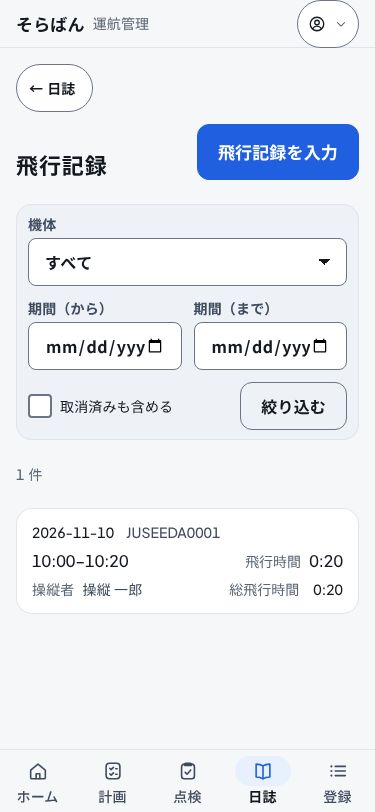 そらばん 運航管理
← 日誌
飛行記録
飛行記録を入力
機体
すべて
期間（から） 期間（まで）
mm/dd/yyy mm/dd/yyy
取消済みも含める 絞り込む
1 件
2026-11-10 JUSEEDA0001
10:00–10:20 飛行時間 0:20
操縦者 操縦 一郎 総飛行時間 0:20
ホーム 計画 点検 日誌 登録